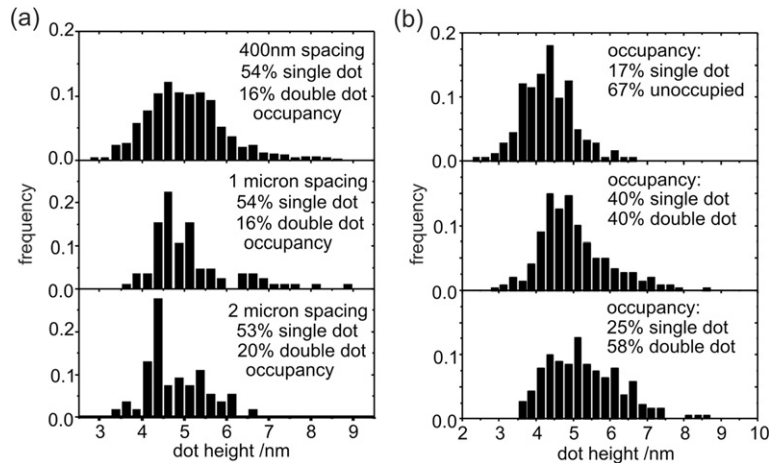 (a)
0.2
0.1
0.0
400nm spacing
54% single dot
16% double dot
occupancy
0.2
0.1
0.0
1 micron spacing
54% single dot
16% double dot
occupancy
0.2
0.1
0.0
2 micron spacing
53% single dot
20% double dot
occupancy
frequency
3 4 5 6 7 8 9
dot height /nm
(b)
0.2
0.1
0.0
occupancy:
17% single dot
67% unoccupied
0.1
0.0
occupancy:
40% single dot
40% double dot
0.1
0.0
occupancy:
25% single dot
58% double dot
frequency
2 3 4 5 6 7 8 9 10
dot height /nm